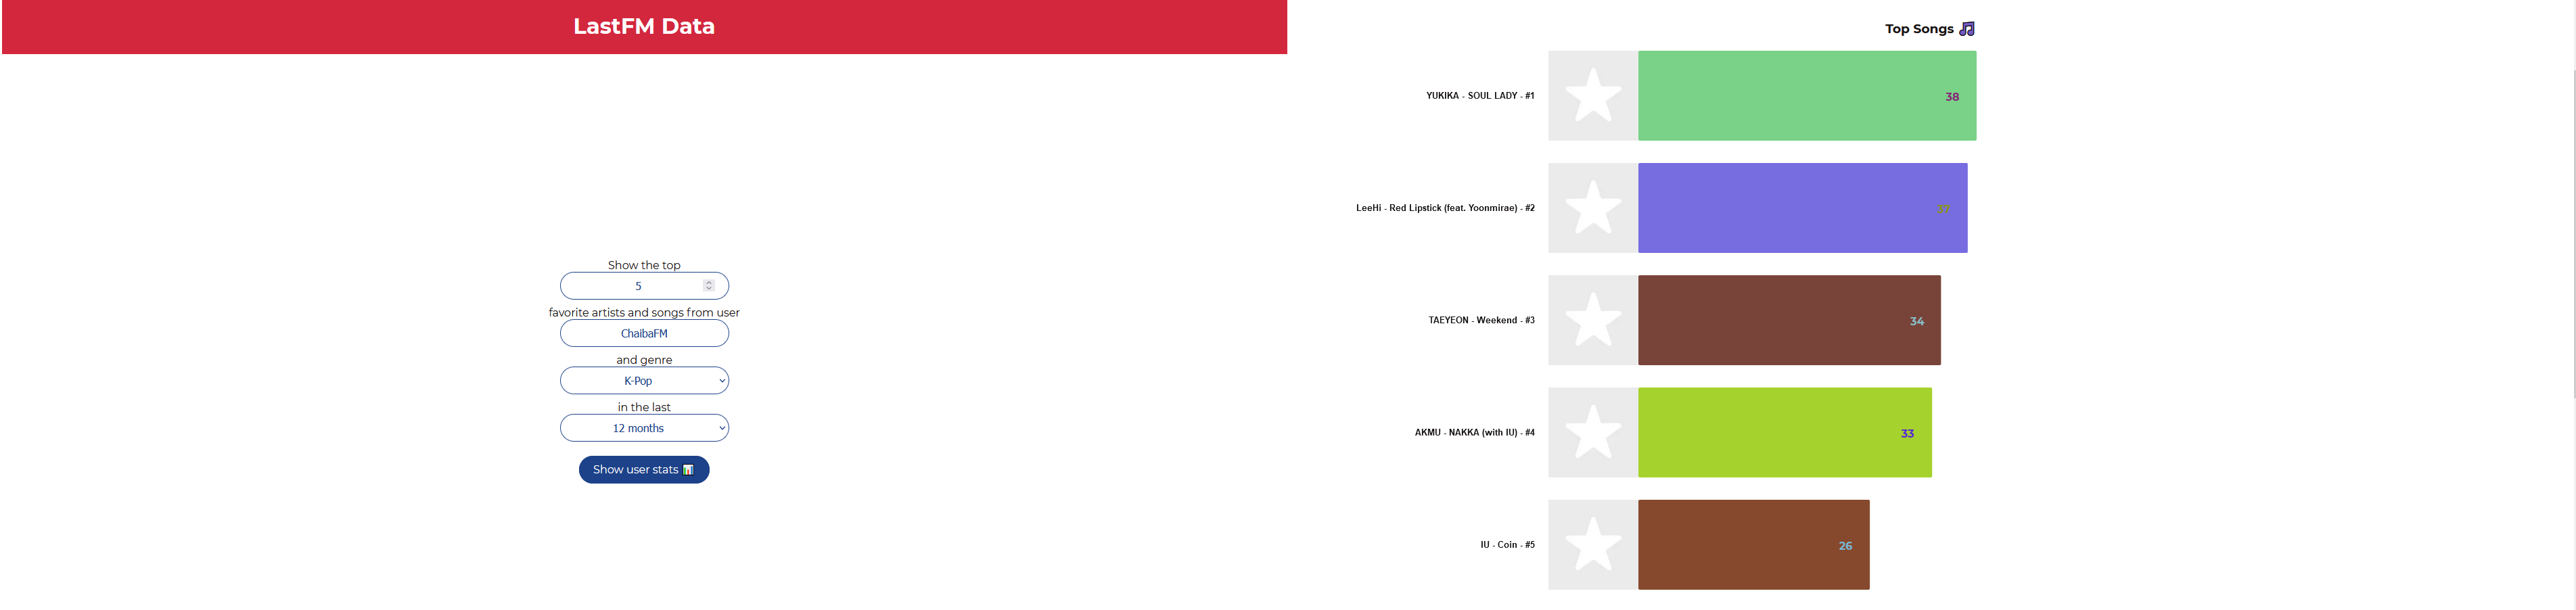 LastFM Data
Show the top
5
favorite artists and songs from user
ChaibaFM
and genre
K-Pop
in the last
12 months
Show user stats
Top Songs
YUKIKA - SOUL LADY - #1
38
LeeHi - Red Lipstick (feat. Yoonmirae) - #2
37
TAEYEON - Weekend - #3
34
AKMU - NAKKA (with IU) - #4
33
IU - Coin - #5
26